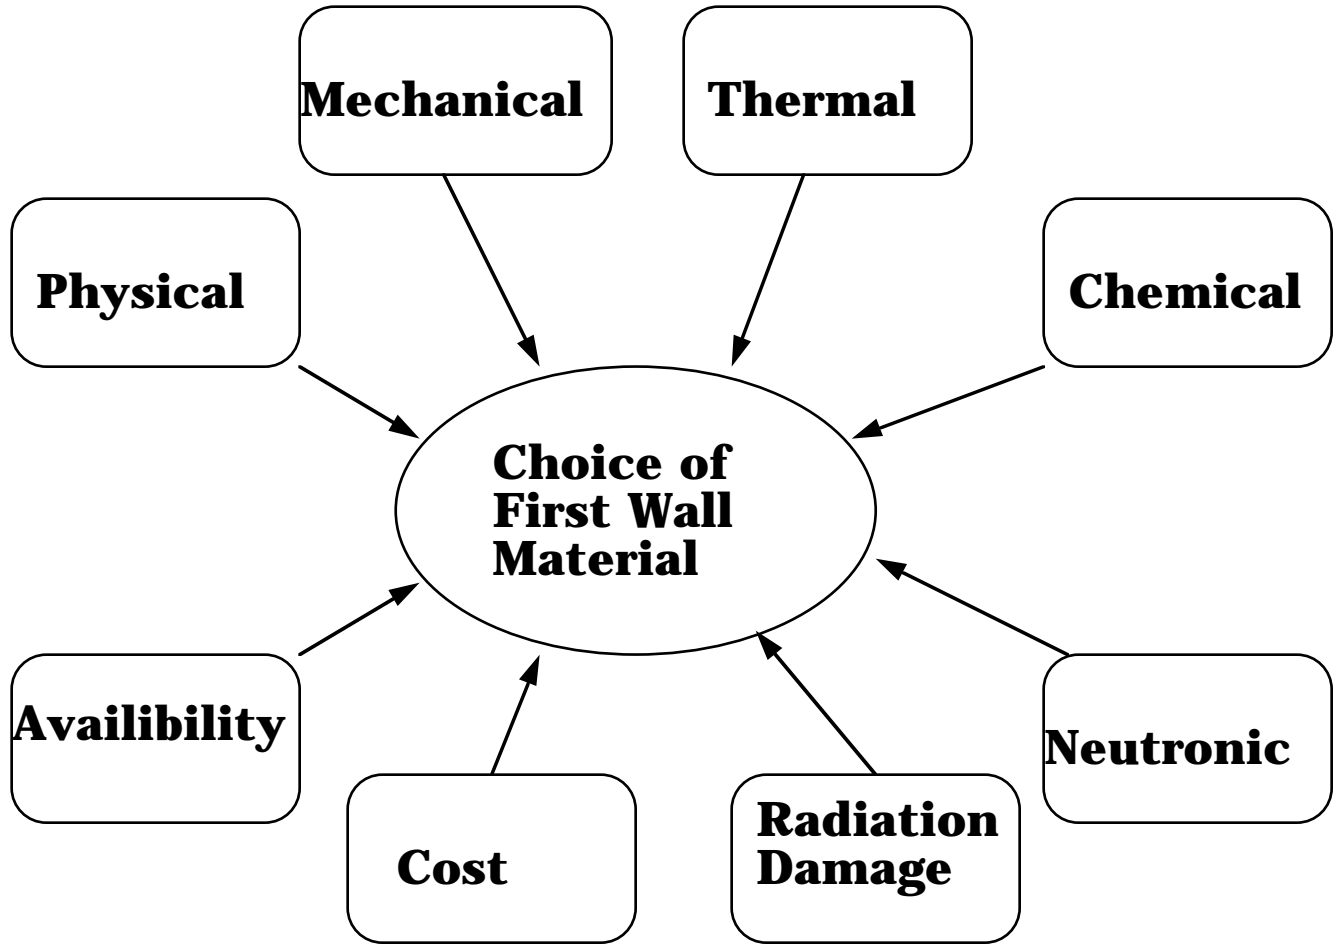 Mechanical
Thermal
Physical
Chemical
Choice of
First Wall
Material
Availibility
Neutronic
Cost
Radiation
Damage